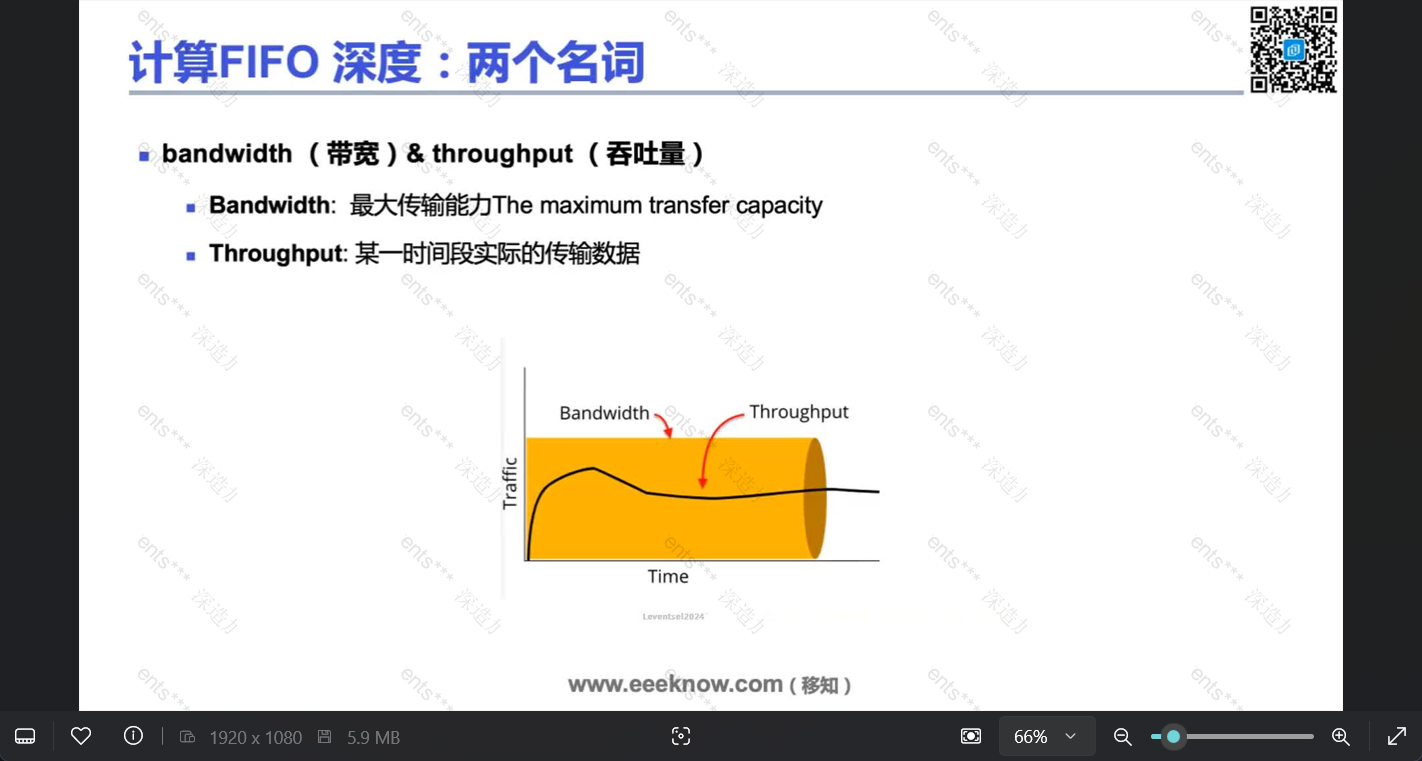 计算FIFO 深度：两个名词
bandwidth （带宽）& throughput （吞吐量）
Bandwidth: 最大传输能力The maximum transfer capacity
Throughput: 某一时间段实际的传输数据
Bandwidth
Throughput
Traffic
Time
Leventsel2024
www.eeeknow.com（移知）
ents*** 深造
1920 x 1080
5.9 MB
66%